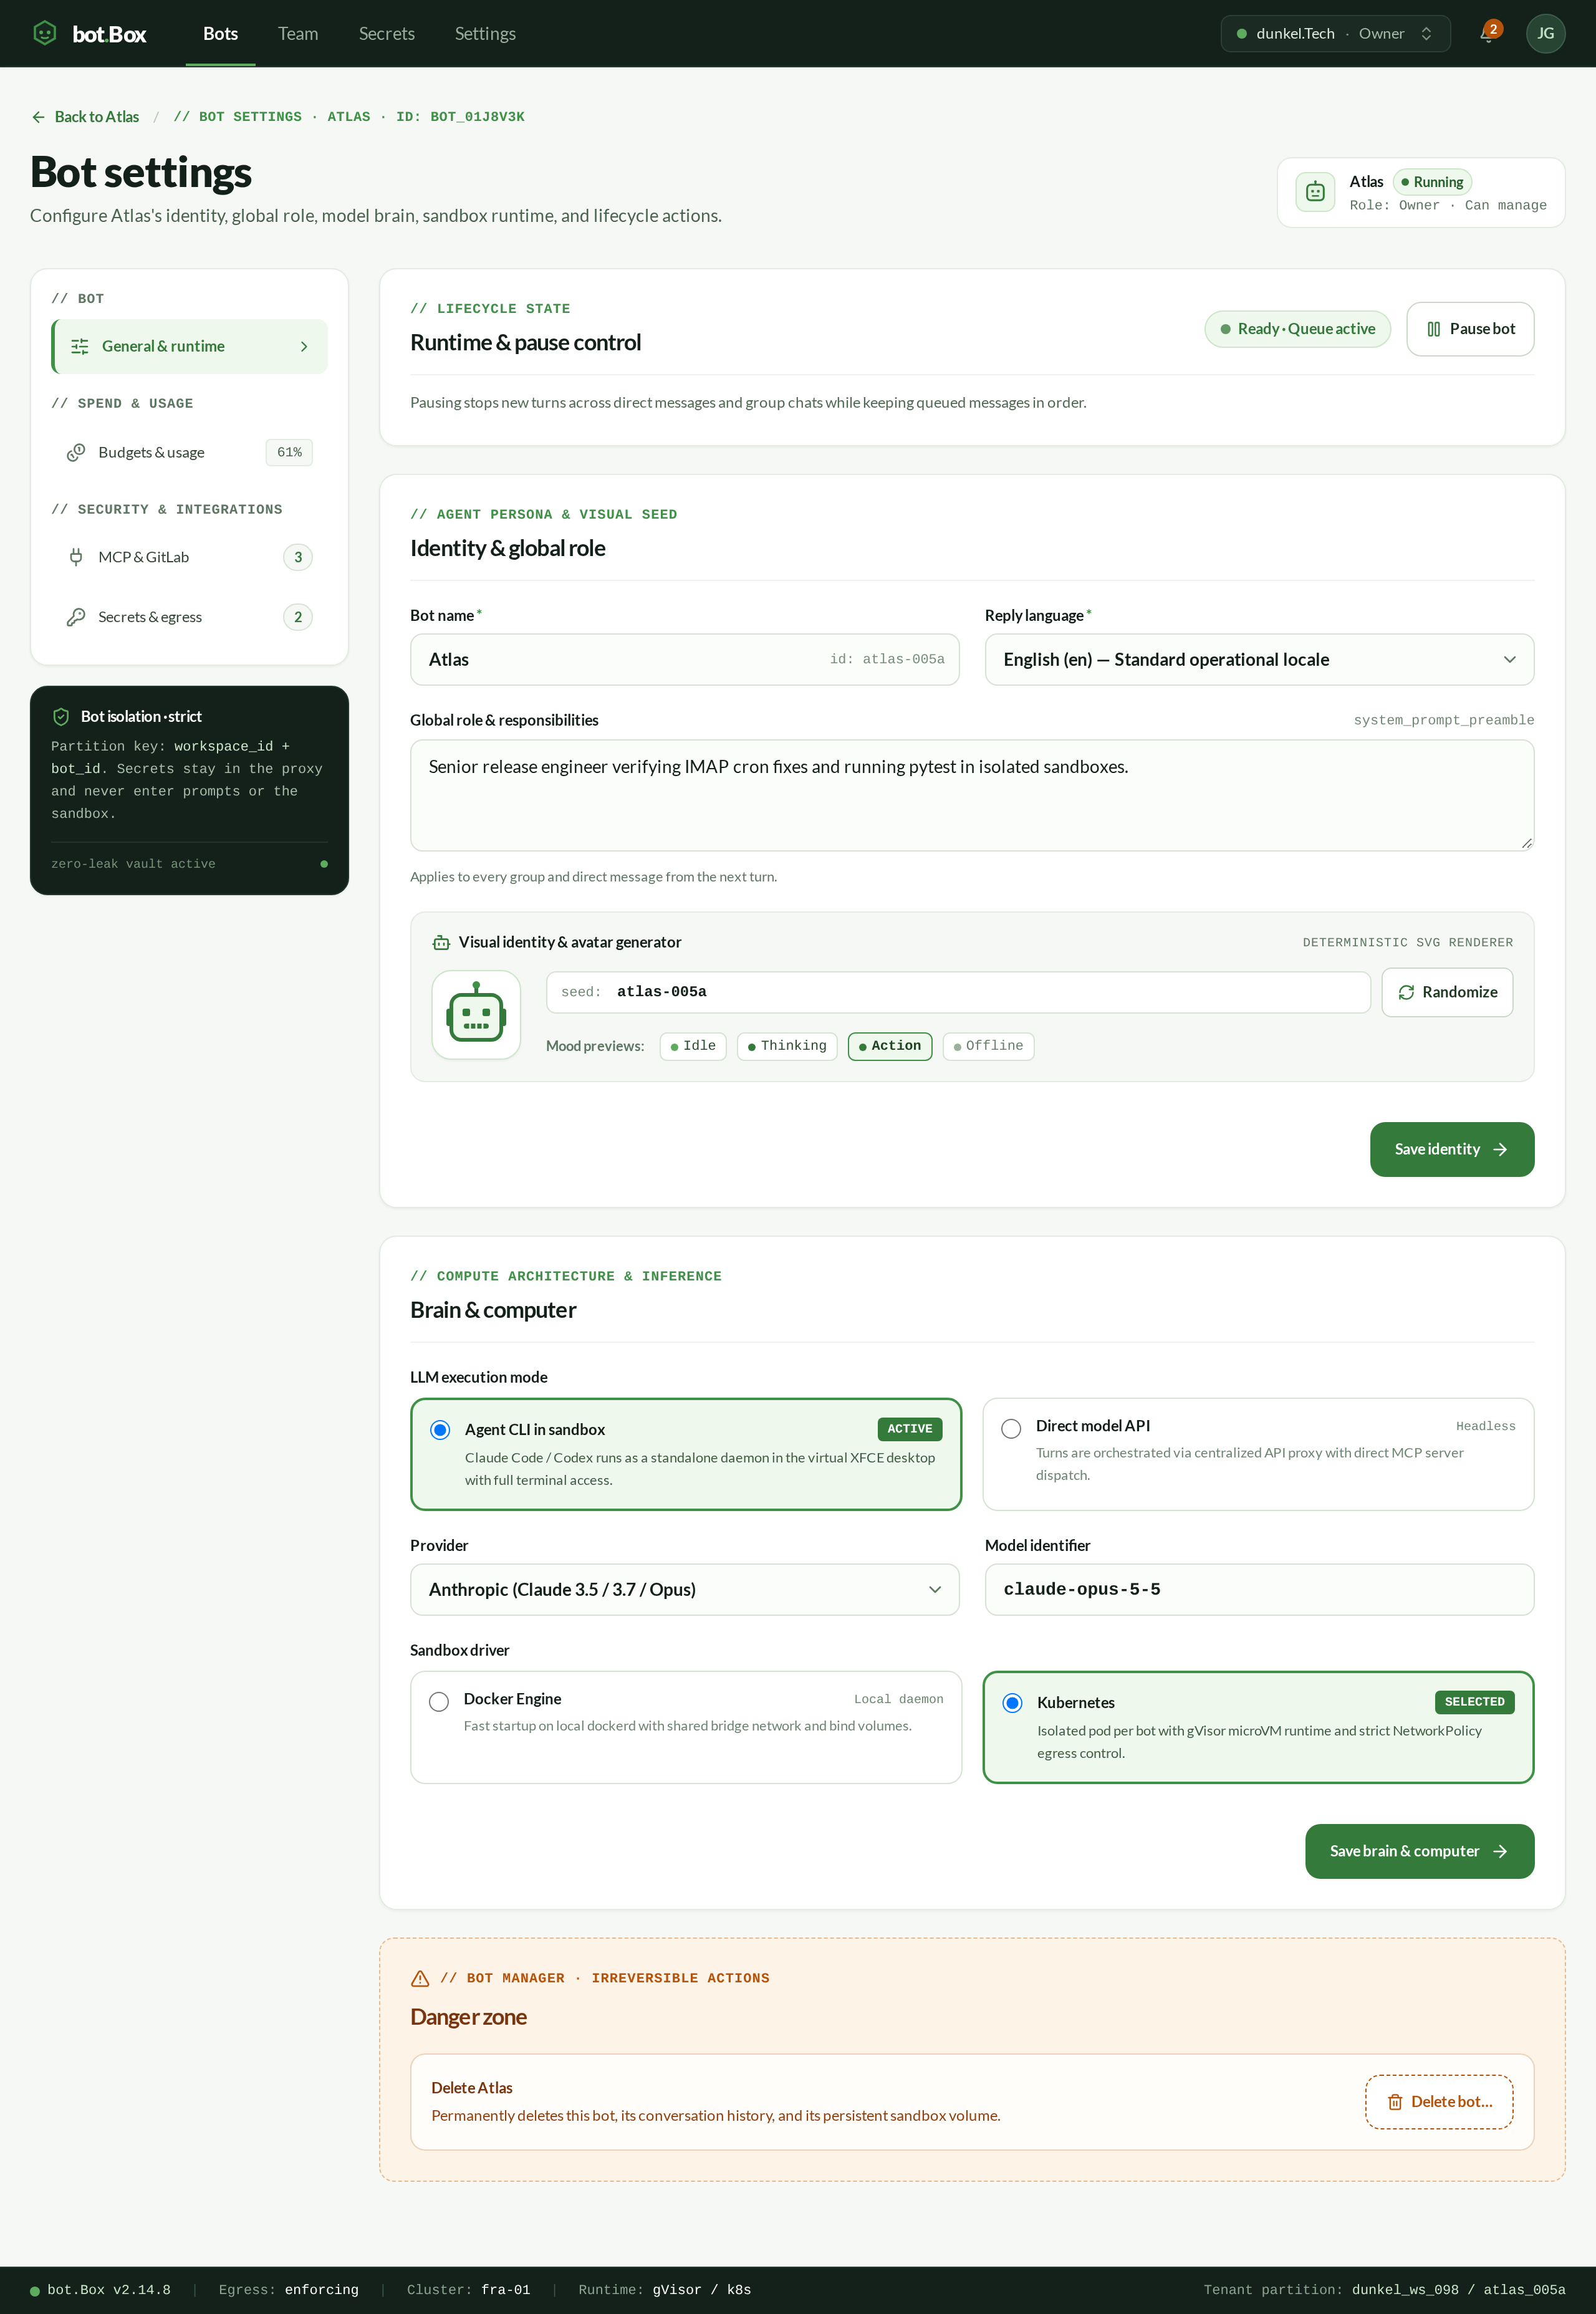 bot.Box
Bots
Team
Secrets
Settings
dunkel.Tech · Owner
2
JG
Back to Atlas / // BOT SETTINGS · ATLAS · ID: BOT_01J8V3K
Bot settings
Configure Atlas's identity, global role, model brain, sandbox runtime, and lifecycle actions.
Atlas
Running
Role: Owner · Can manage
// BOT
General & runtime
// SPEND & USAGE
Budgets & usage
61%
// SECURITY & INTEGRATIONS
MCP & GitLab
3
Secrets & egress
2
Bot isolation · strict
Partition key: workspace_id +
bot_id. Secrets stay in the proxy
and never enter prompts or the
sandbox.
zero-leak vault active
// LIFECYCLE STATE
Runtime & pause control
Ready · Queue active
Pause bot
Pausing stops new turns across direct messages and group chats while keeping queued messages in order.
// AGENT PERSONA & VISUAL SEED
Identity & global role
Bot name *
Atlas
id: atlas-005a
Reply language *
English (en) — Standard operational locale
Global role & responsibilities
system_prompt_preamble
Senior release engineer verifying IMAP cron fixes and running pytest in isolated sandboxes.
Applies to every group and direct message from the next turn.
Visual identity & avatar generator
DETERMINISTIC SVG RENDERER
seed: atlas-005a
Randomize
Mood previews:
Idle
Thinking
Action
Offline
Save identity
// COMPUTE ARCHITECTURE & INFERENCE
Brain & computer
LLM execution mode
Agent CLI in sandbox
ACTIVE
Claude Code / Codex runs as a standalone daemon in the virtual XFCE desktop
with full terminal access.
Direct model API
Headless
Turns are orchestrated via centralized API proxy with direct MCP server
dispatch.
Provider
Anthropic (Claude 3.5 / 3.7 / Opus)
Model identifier
claude-opus-5-5
Sandbox driver
Docker Engine
Local daemon
Fast startup on local dockerd with shared bridge network and bind volumes.
Kubernetes
SELECTED
Isolated pod per bot with gVisor microVM runtime and strict NetworkPolicy
egress control.
Save brain & computer
// BOT MANAGER · IRREVERSIBLE ACTIONS
Danger zone
Delete Atlas
Permanently deletes this bot, its conversation history, and its persistent sandbox volume.
Delete bot...
bot.Box v2.14.8 | Egress: enforcing | Cluster: fra-01 | Runtime: gVisor / k8s
Tenant partition: dunkel_ws_098 / atlas_005a